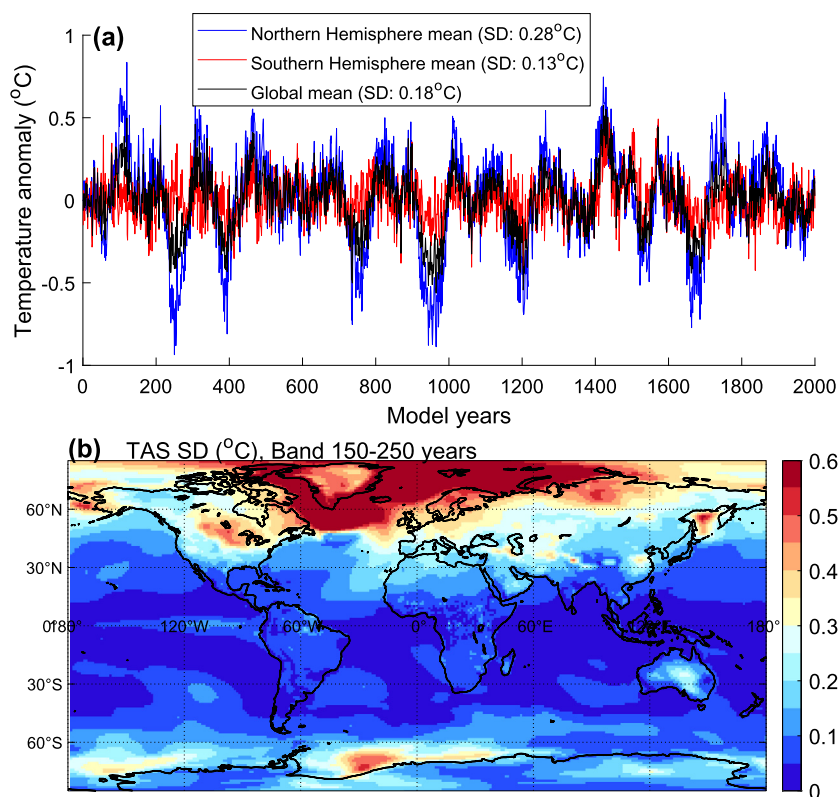 (a)
Northern Hemisphere mean (SD: 0.28°C)
Southern Hemisphere mean (SD: 0.13°C)
Global mean (SD: 0.18°C)
Temperature anomaly (°C)
1
0.5
0
-0.5
-1
0 200 400 600 800 1000 1200 1400 1600 1800 2000
Model years
(b) TAS SD (°C), Band 150-250 years
60°N
30°N
0°
180° 120°W 60°W 0° 60°E 180°
30°S
60°S
0.6
0.5
0.4
0.3
0.2
0.1
0